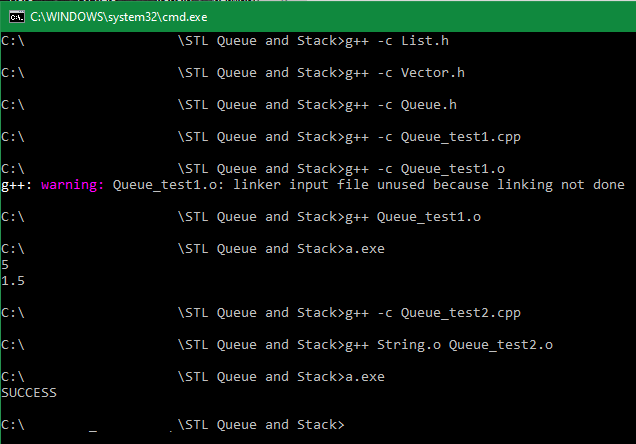 C:\WINDOWS\system32\cmd.exe
C:\ \STL Queue and Stack>g++ -c List.h
C:\ \STL Queue and Stack>g++ -c Vector.h
C:\ \STL Queue and Stack>g++ -c Queue.h
C:\ \STL Queue and Stack>g++ -c Queue_test1.cpp
C:\ \STL Queue and Stack>g++ -c Queue_test1.o
g++: warning: Queue_test1.o: linker input file unused because linking not done
C:\ \STL Queue and Stack>g++ Queue_test1.o
C:\ \STL Queue and Stack>a.exe
5
1.5
C:\ \STL Queue and Stack>g++ -c Queue_test2.cpp
C:\ \STL Queue and Stack>g++ String.o Queue_test2.o
C:\ \STL Queue and Stack>a.exe
SUCCESS
C:\ _ \STL Queue and Stack>